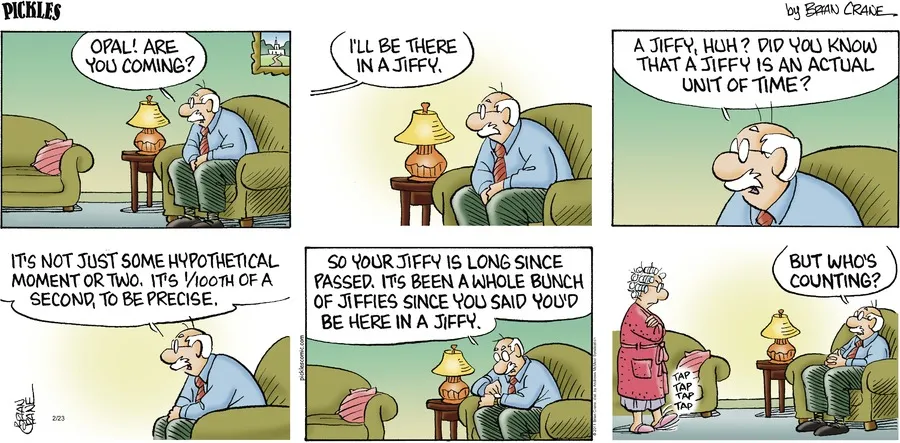 PICKLES
by BRIAN CRANE
OPAL! ARE
YOU COMING?
I'LL BE THERE
IN A JIFFY.
A JIFFY, HUH? DID YOU KNOW
THAT A JIFFY IS AN ACTUAL
UNIT OF TIME?
IT'S NOT JUST SOME HYPOTHETICAL
MOMENT OR TWO. IT'S 1/100TH OF A
SECOND, TO BE PRECISE.
BRIAN
CRANE
2/23
picklescomic.com
SO YOUR JIFFY IS LONG SINCE
PASSED. IT'S BEEN A WHOLE BUNCH
OF JIFFIES SINCE YOU SAID YOU'D
BE HERE IN A JIFFY.
BUT WHO'S
COUNTING?
TAP
TAP
TAP
TAP